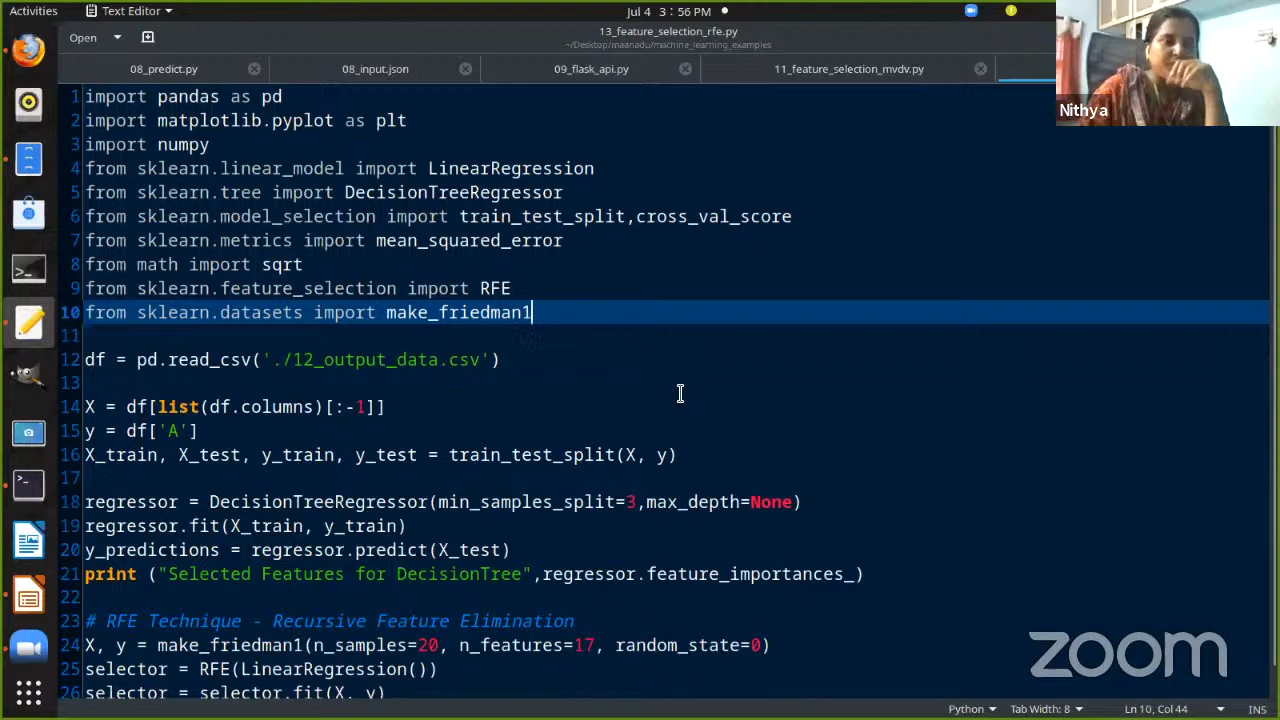 Activities
Text Editor
Jul 4 3:56 PM
Open
13_feature_selection_rfe.py
~/Desktop/maanadu/machine_learning_examples
08_predict.py
08_input.json
09_flask_api.py
11_feature_selection_mvdv.py
Nithya
1 import pandas as pd
2 import matplotlib.pyplot as plt
3 import numpy
4 from sklearn.linear_model import LinearRegression
5 from sklearn.tree import DecisionTreeRegressor
6 from sklearn.model_selection import train_test_split,cross_val_score
7 from sklearn.metrics import mean_squared_error
8 from math import sqrt
9 from sklearn.feature_selection import RFE
10 from sklearn.datasets import make_friedman1
11
12 df = pd.read_csv('./12_output_data.csv')
13
14 X = df[list(df.columns)[:-1]]
15 y = df['A']
16 X_train, X_test, y_train, y_test = train_test_split(X, y)
17
18 regressor = DecisionTreeRegressor(min_samples_split=3,max_depth=None)
19 regressor.fit(X_train, y_train)
20 y_predictions = regressor.predict(X_test)
21 print ("Selected Features for DecisionTree",regressor.feature_importances_)
22
23 # RFE Technique - Recursive Feature Elimination
24 X, y = make_friedman1(n_samples=20, n_features=17, random_state=0)
25 selector = RFE(LinearRegression())
26 selector = selector.fit(X, y)
zoom
Python
Tab Width: 8
Ln 10, Col 44
INS